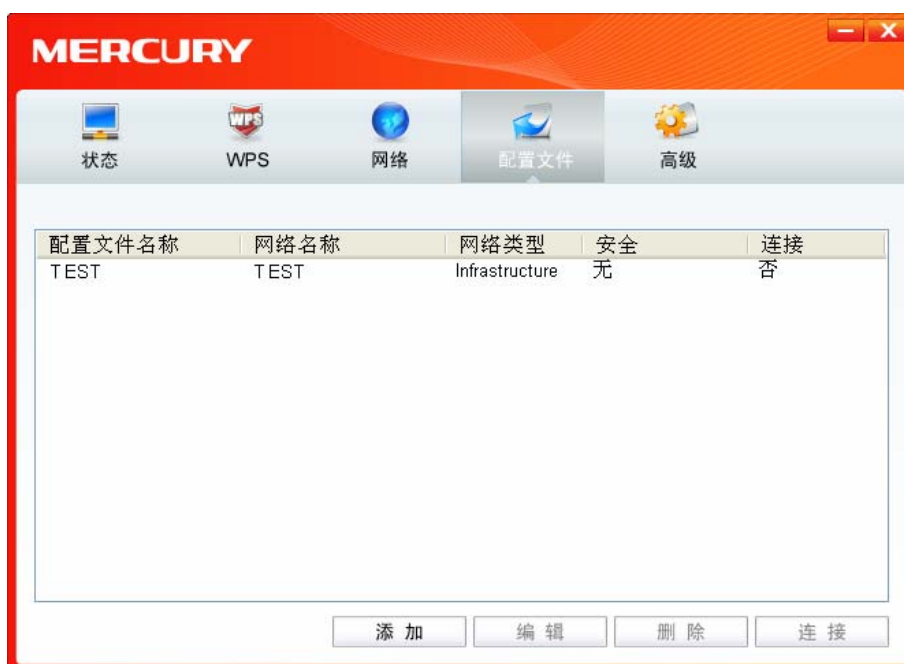 MERCURY
状态 WPS 网络 配置文件 高级
配置文件名称 网络名称 网络类型 安全 连接
TEST TEST Infrastructure 无 否
添加 编辑 删除 连接